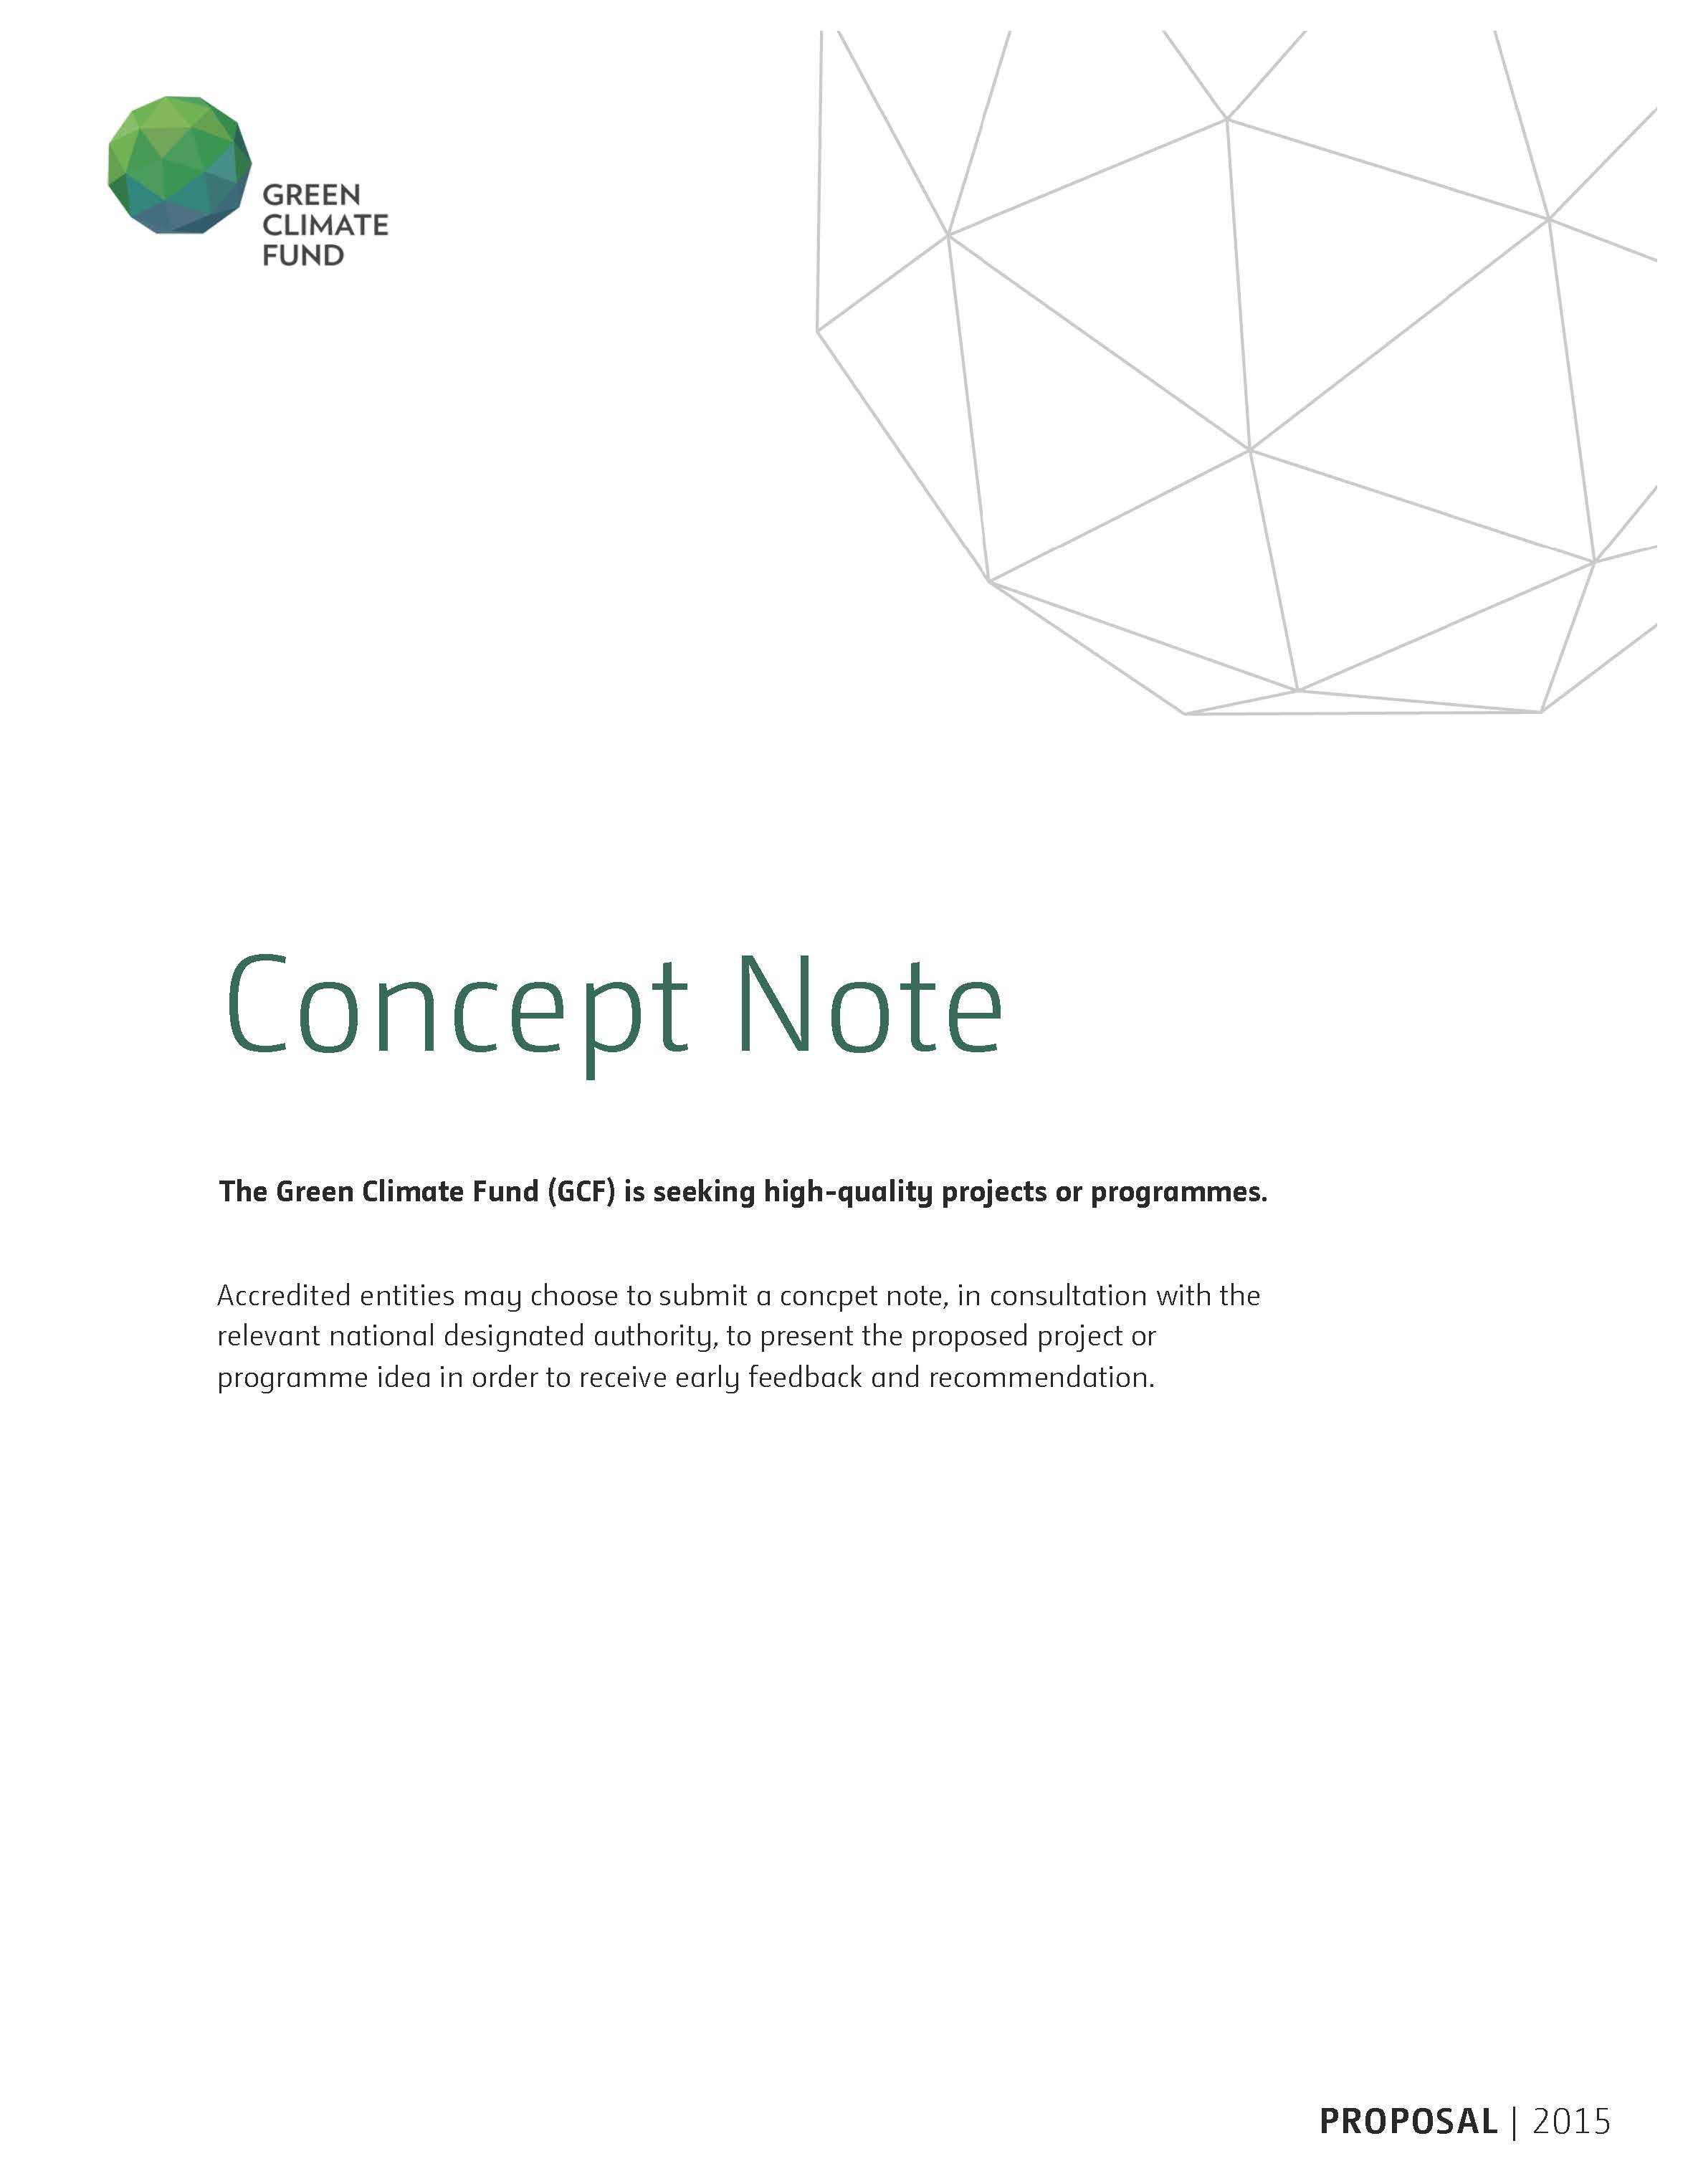 GREEN
CLIMATE
FUND
Concept Note
The Green Climate Fund (GCF) is seeking high-quality projects or programmes.
Accredited entities may choose to submit a concpet note, in consultation with the
relevant national designated authority, to present the proposed project or
programme idea in order to receive early feedback and recommendation.
PROPOSAL | 2015